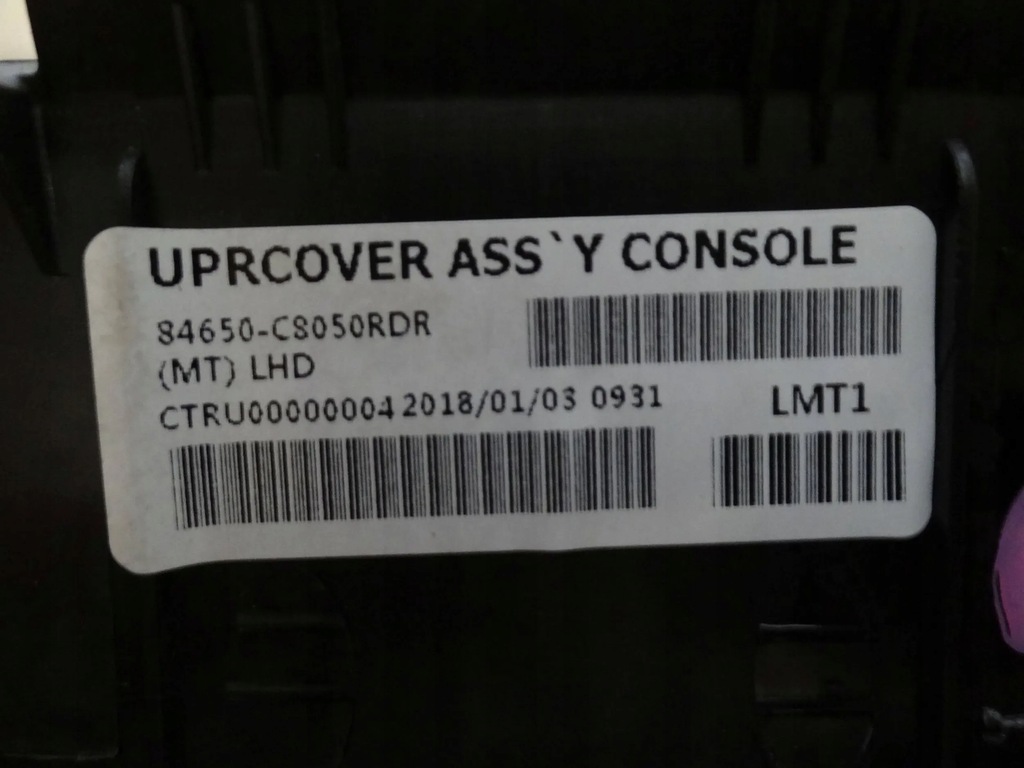 UPRCOVER ASS`Y CONSOLE
84650-C8050RDR
(MT) LHD
CTRU00000004 2018/01/03 0931
LMT1